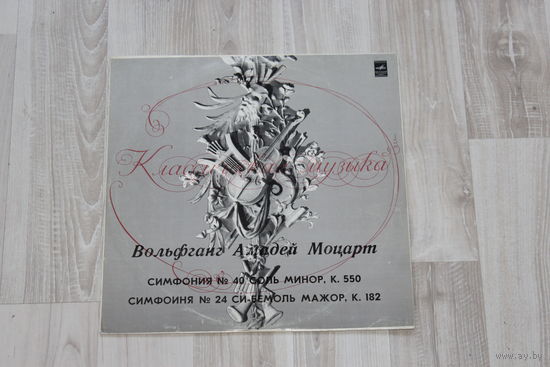 Классическая музыка
Вольфганг Амадей Моцарт
СИМФОНИЯ № 40 СОЛЬ МИНОР, К. 550
СИМФОИНЯ № 24 СИ-БЕМОЛЬ МАЖОР, К. 182
www.ay.by